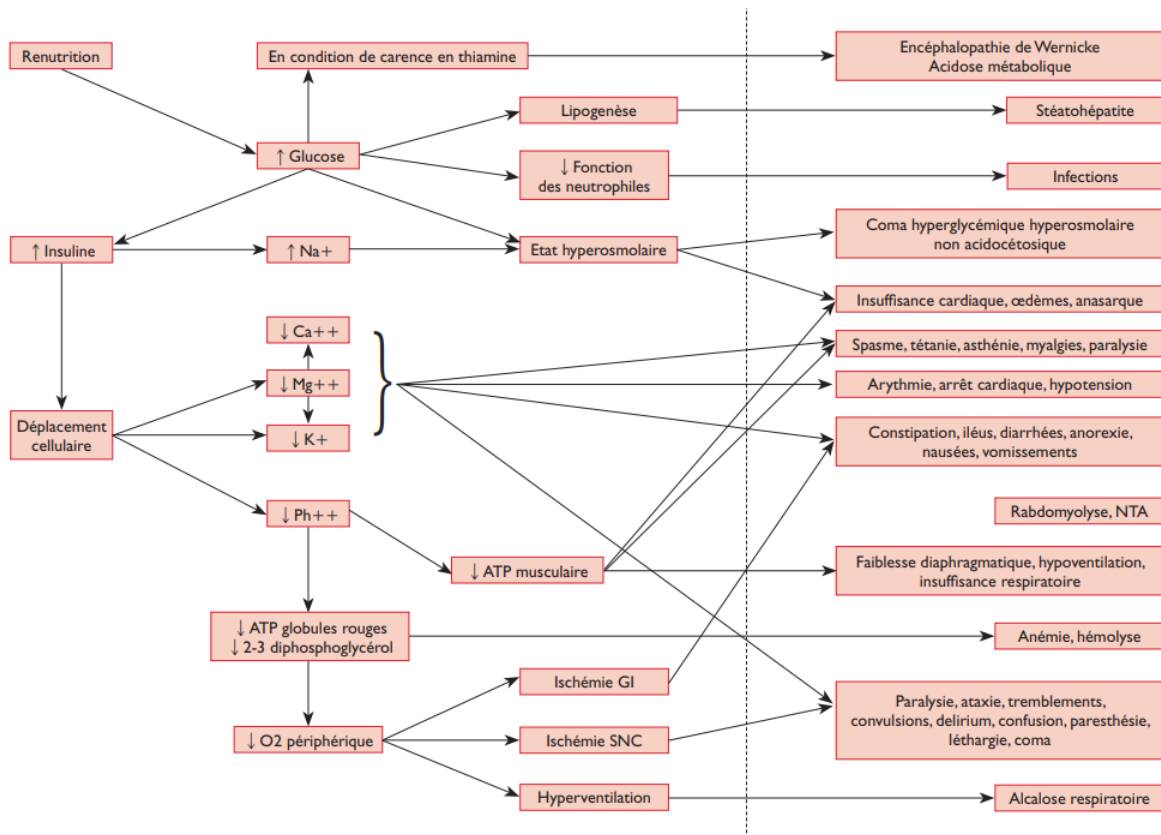 Renutrition
En condition de carence en thiamine
Encéphalopathie de Wernicke
Acidose métabolique
Lipogenèse
Stéatohépatite
↑ Glucose
↓ Fonction
des neutrophiles
Infections
↑ Insuline
↑ Na+
Etat hyperosmolaire
Coma hyperglycémique hyperosmolaire
non acidocétosique
Insuffisance cardiaque, œdèmes, anasarque
↓ Ca++
Spasme, tétanie, asthénie, myalgies, paralysie
↓ Mg++
Arythmie, arrêt cardiaque, hypotension
Déplacement
cellulaire
↓ K+
Constipation, iléus, diarrhées, anorexie,
nausées, vomissements
↓ Ph++
Rabdomyolyse, NTA
↓ ATP musculaire
Faiblesse diaphragmatique, hypoventilation,
insuffisance respiratoire
↓ ATP globules rouges
↓ 2-3 diphosphoglycérol
Anémie, hémolyse
Ischémie GI
Paralysie, ataxie, tremblements,
convulsions, delirium, confusion, paresthésie,
léthargie, coma
↓ O2 périphérique
Ischémie SNC
Hyperventilation
Alcalose respiratoire